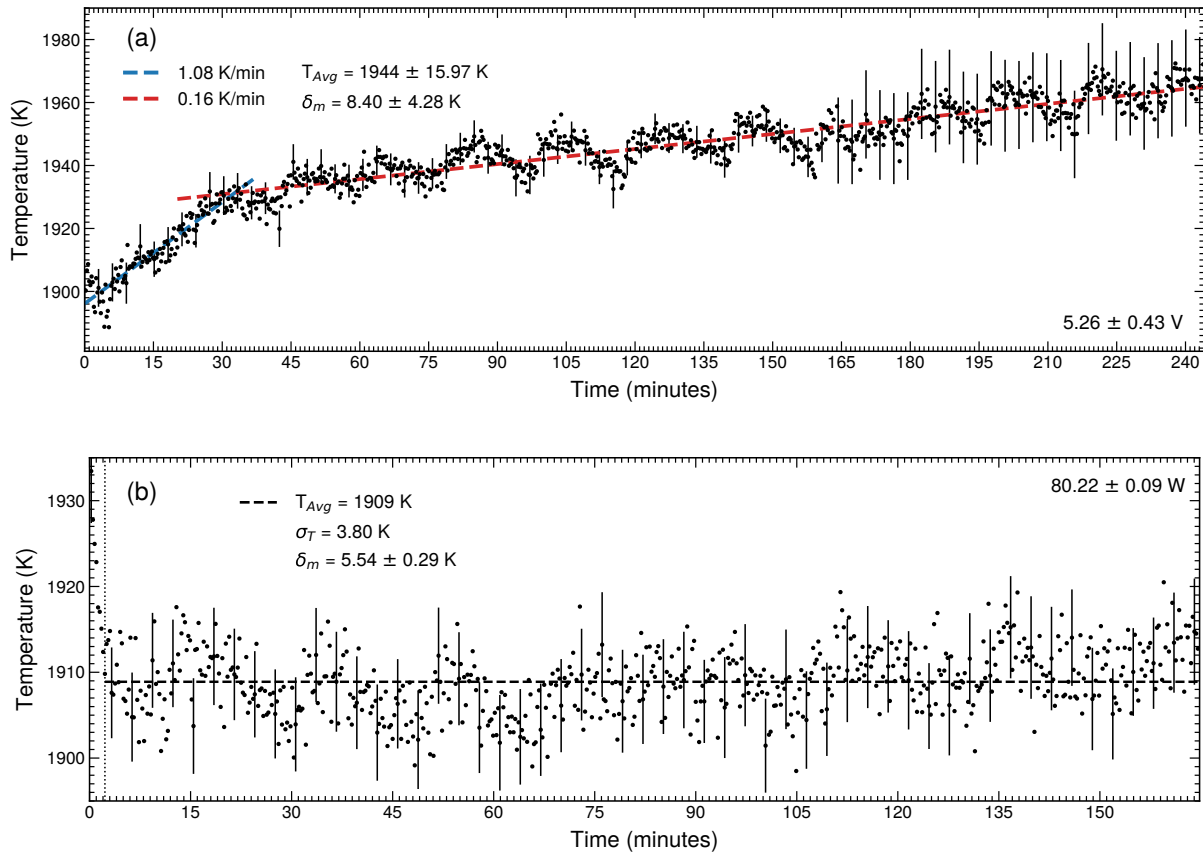 (a)
1.08 K/min
0.16 K/min
T_Avg = 1944 ± 15.97 K
δ_m = 8.40 ± 4.28 K
5.26 ± 0.43 V
Temperature (K)
1980
1960
1940
1920
1900
0 15 30 45 60 75 90 105 120 135 150 165 180 195 210 225 240
Time (minutes)
(b)
T_Avg = 1909 K
σ_T = 3.80 K
δ_m = 5.54 ± 0.29 K
80.22 ± 0.09 W
Temperature (K)
1930
1920
1910
1900
0 15 30 45 60 75 90 105 120 135 150
Time (minutes)